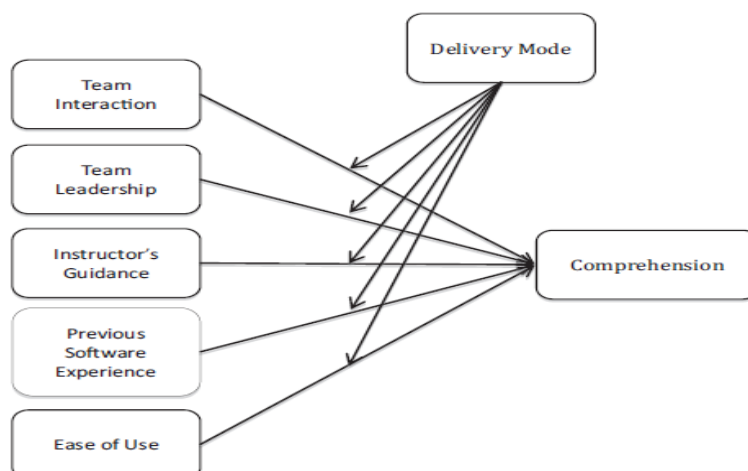 Delivery Mode
Team
Interaction
Team
Leadership
Instructor's
Guidance
Comprehension
Previous
Software
Experience
Ease of Use